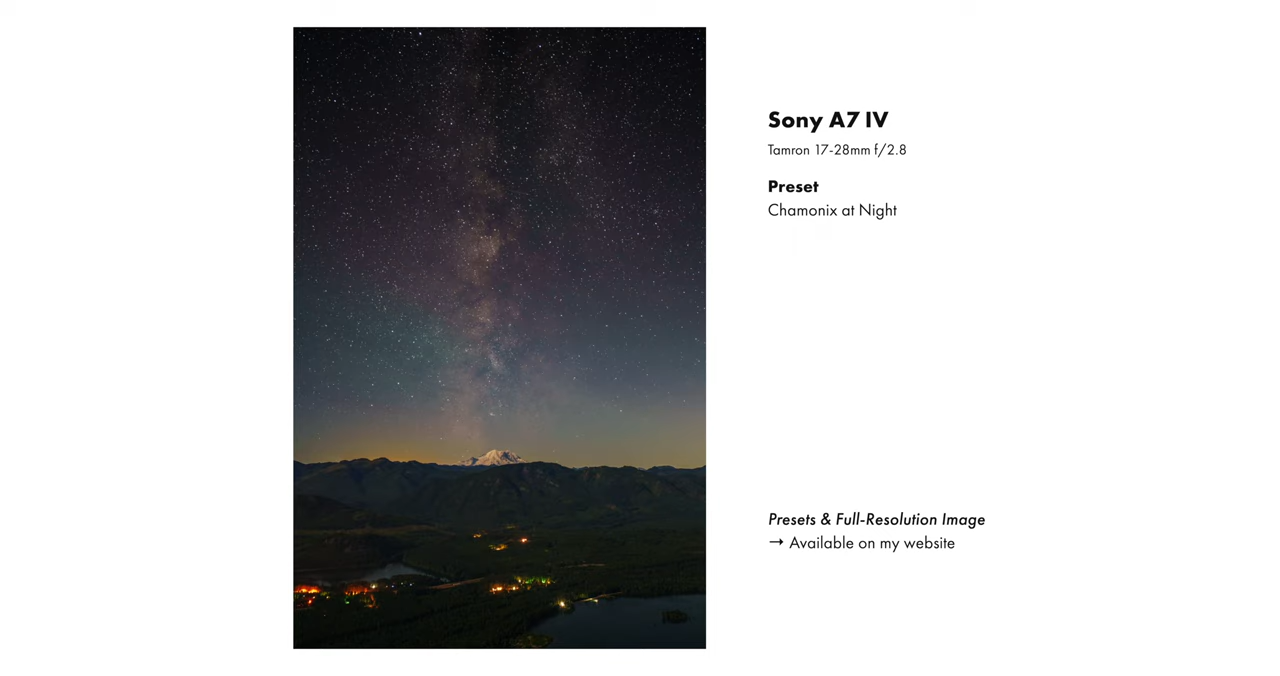 Sony A7 IV
Tamron 17-28mm f/2.8
Preset
Chamonix at Night
Presets & Full-Resolution Image
→ Available on my website